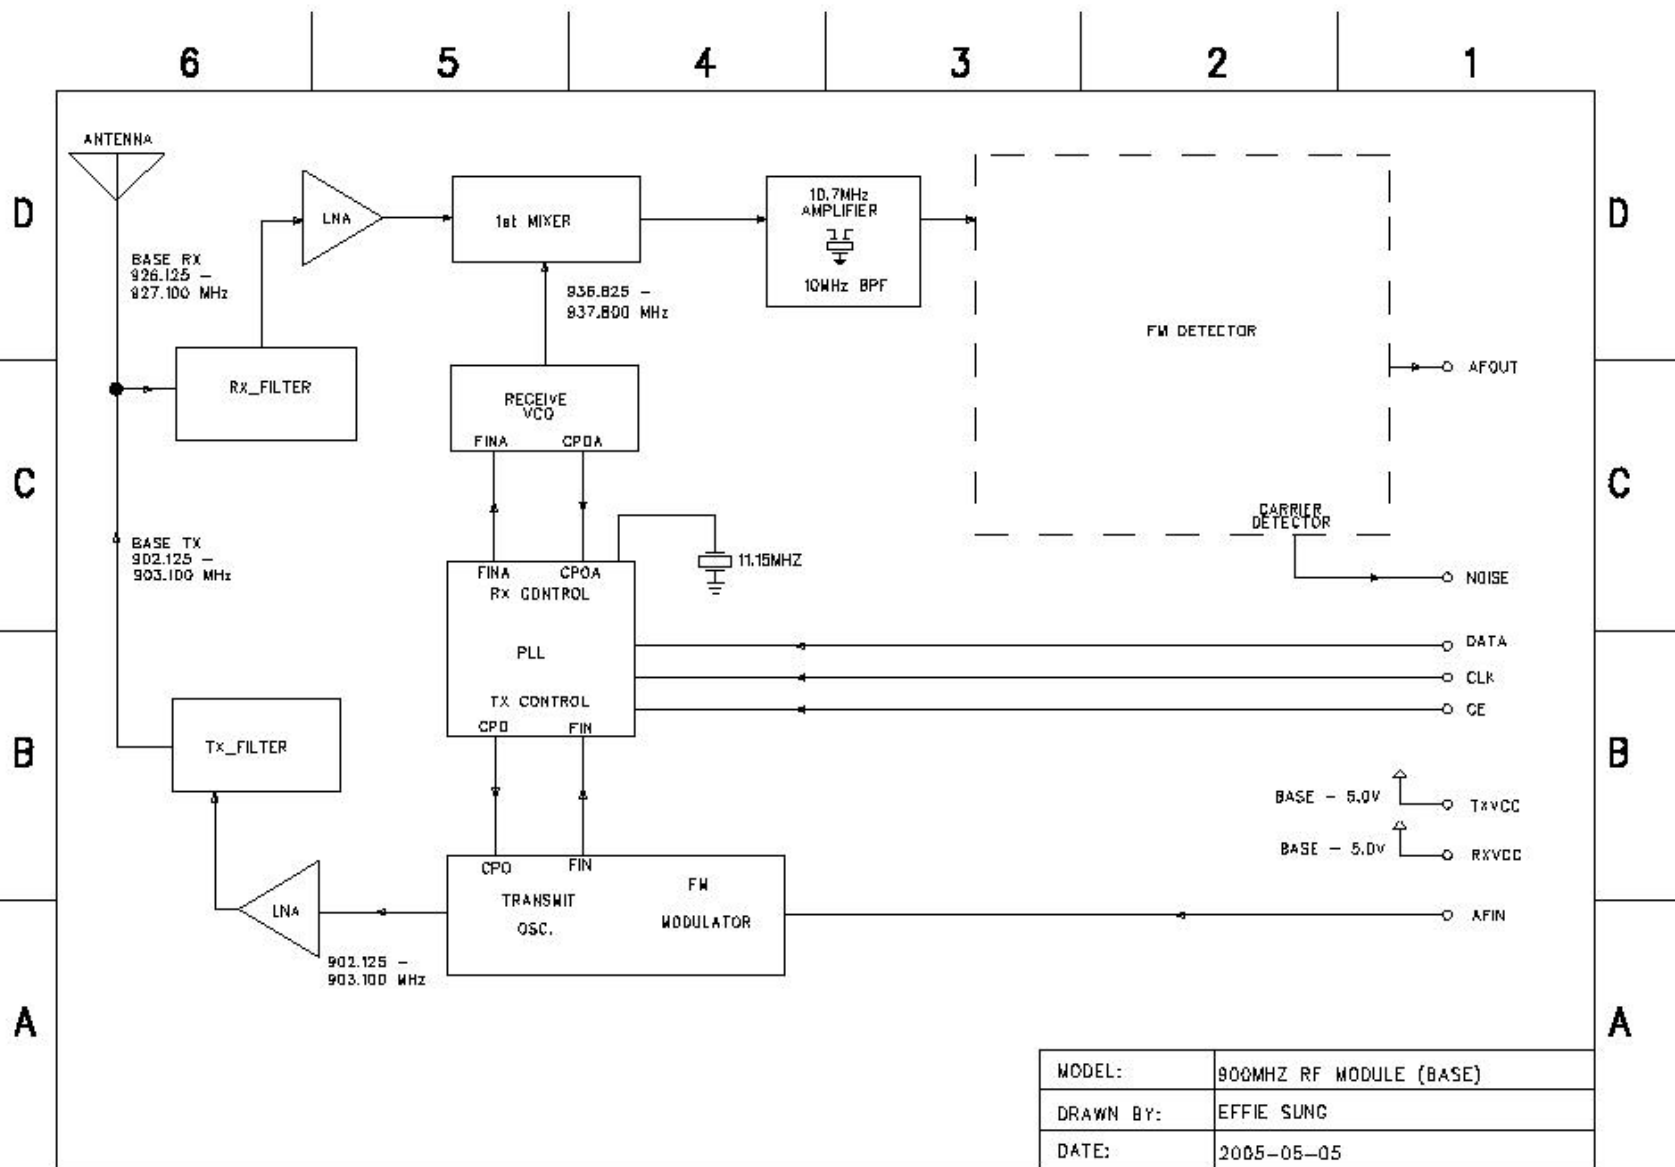 6 5 4 3 2 1
ANTENNA
D
D
LNA
1st MIXER
10.7MHz
AMPLIFIER
10MHz BPF
BASE RX
926.125 –
927.100 MHz
936.825 –
937.800 MHz
FM DETECTOR
RX_FILTER
RECEIVE
VCO
FINA CPOA
AFOUT
C
C
CARRIER
DETECTOR
BASE TX
902.125 –
903.100 MHz
11.15MHZ
FINA CPOA
RX CONTROL
NOISE
PLL
DATA
CLK
CE
TX CONTROL
CPO FIN
TX_FILTER
B
B
BASE – 5.0V
TXVCC
BASE – 5.0V
RXVCC
CPO FIN
TRANSMIT
OSC.
FM
MODULATOR
LNA
AFIN
902.125 –
903.100 MHz
A
A
MODEL: 900MHZ RF MODULE (BASE)
DRAWN BY: EFFIE SUNG
DATE: 2005-05-05